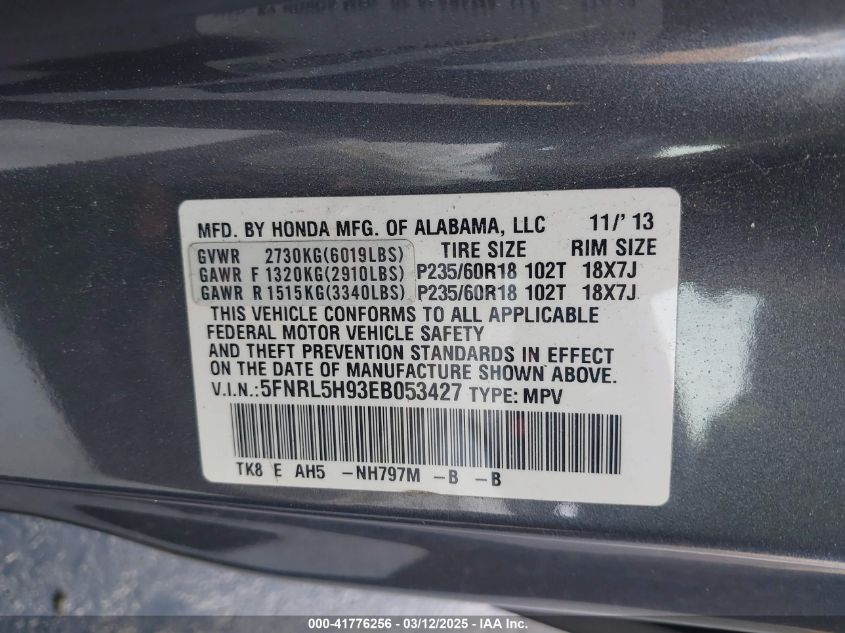 MFD. BY HONDA MFG. OF ALABAMA, LLC 11/' 13
GVWR 2730KG(6019LBS) TIRE SIZE RIM SIZE
GAWR F 1320KG(2910LBS) P235/60R18 102T 18X7J
GAWR R 1515KG(3340LBS) P235/60R18 102T 18X7J
THIS VEHICLE CONFORMS TO ALL APPLICABLE
FEDERAL MOTOR VEHICLE SAFETY
AND THEFT PREVENTION STANDARDS IN EFFECT
ON THE DATE OF MANUFACTURE SHOWN ABOVE.
V.I.N.:5FNRL5H93EB053427 TYPE: MPV
TK8 E AH5 -NH797M -B -B
000-41776256 - 03/12/2025 - IAAI.com